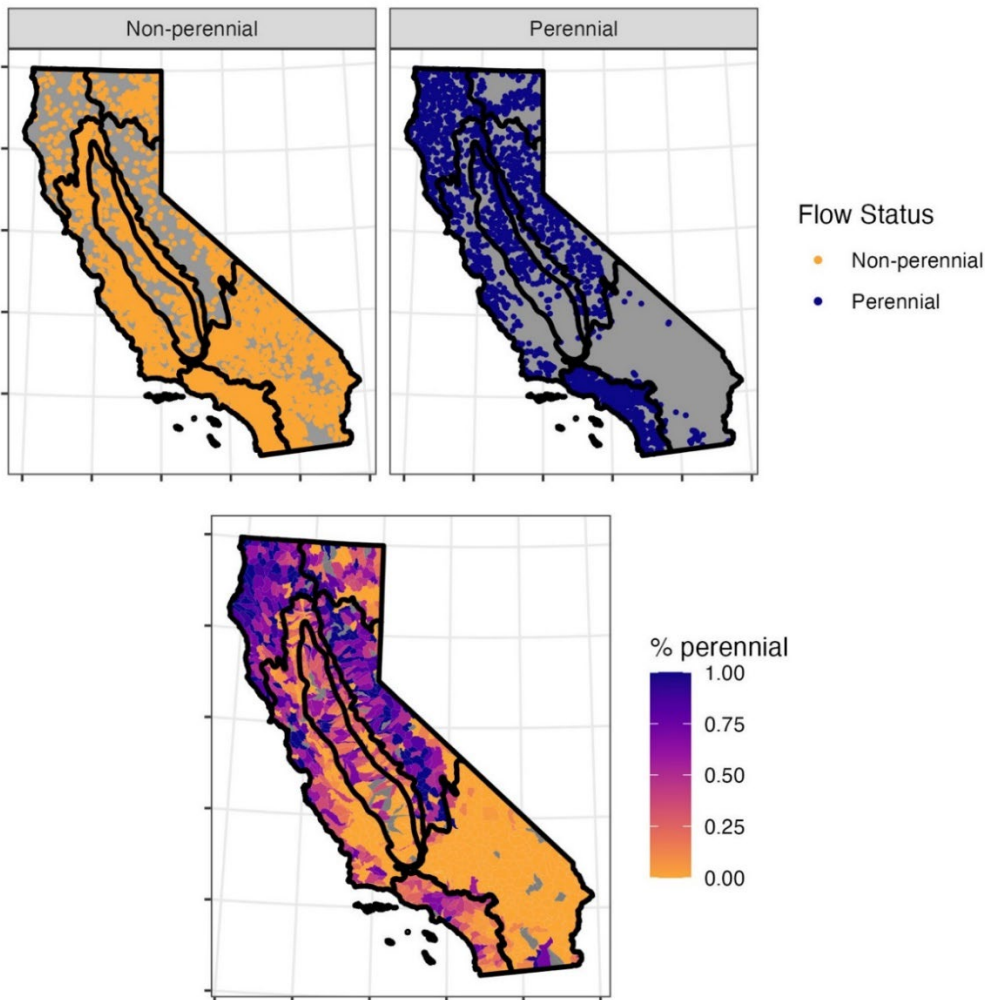 Non-perennial
Perennial
Flow Status
Non-perennial
Perennial
% perennial
1.00
0.75
0.50
0.25
0.00